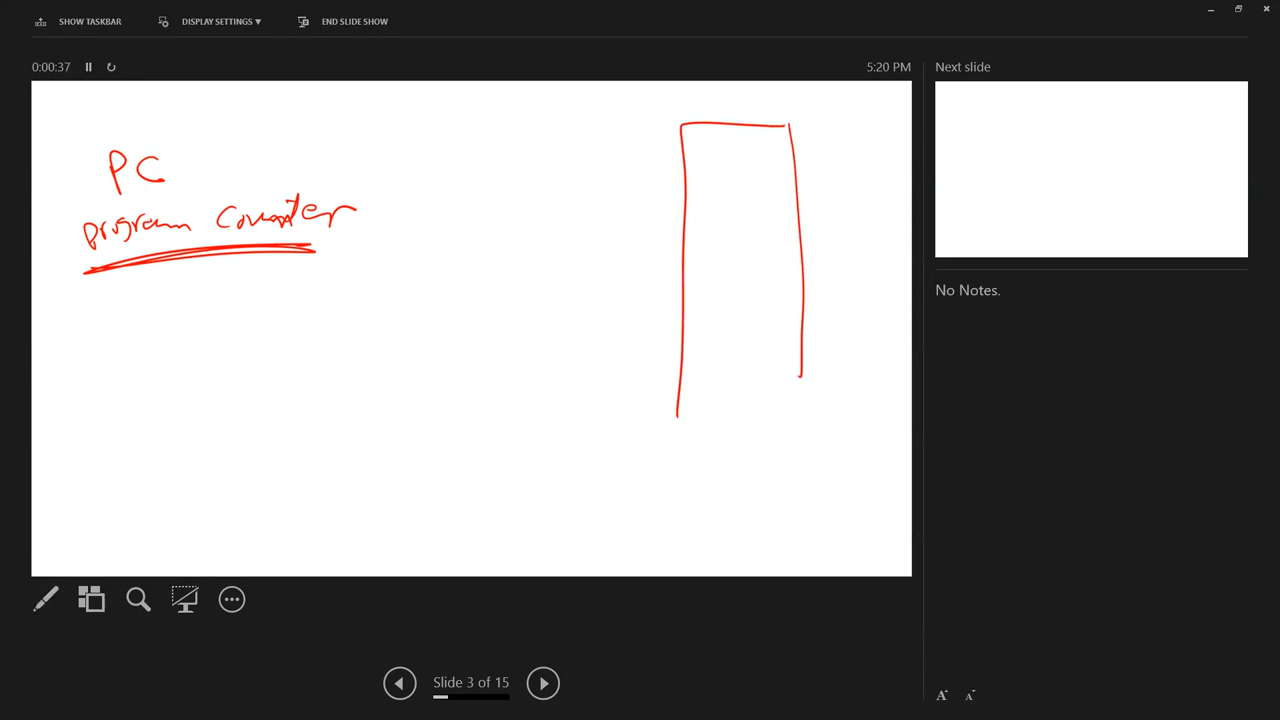 SHOW TASKBAR
DISPLAY SETTINGS ▼
END SLIDE SHOW
0:00:37
5:20 PM
Next slide
PC
Program Counter
No Notes.
Slide 3 of 15
A A